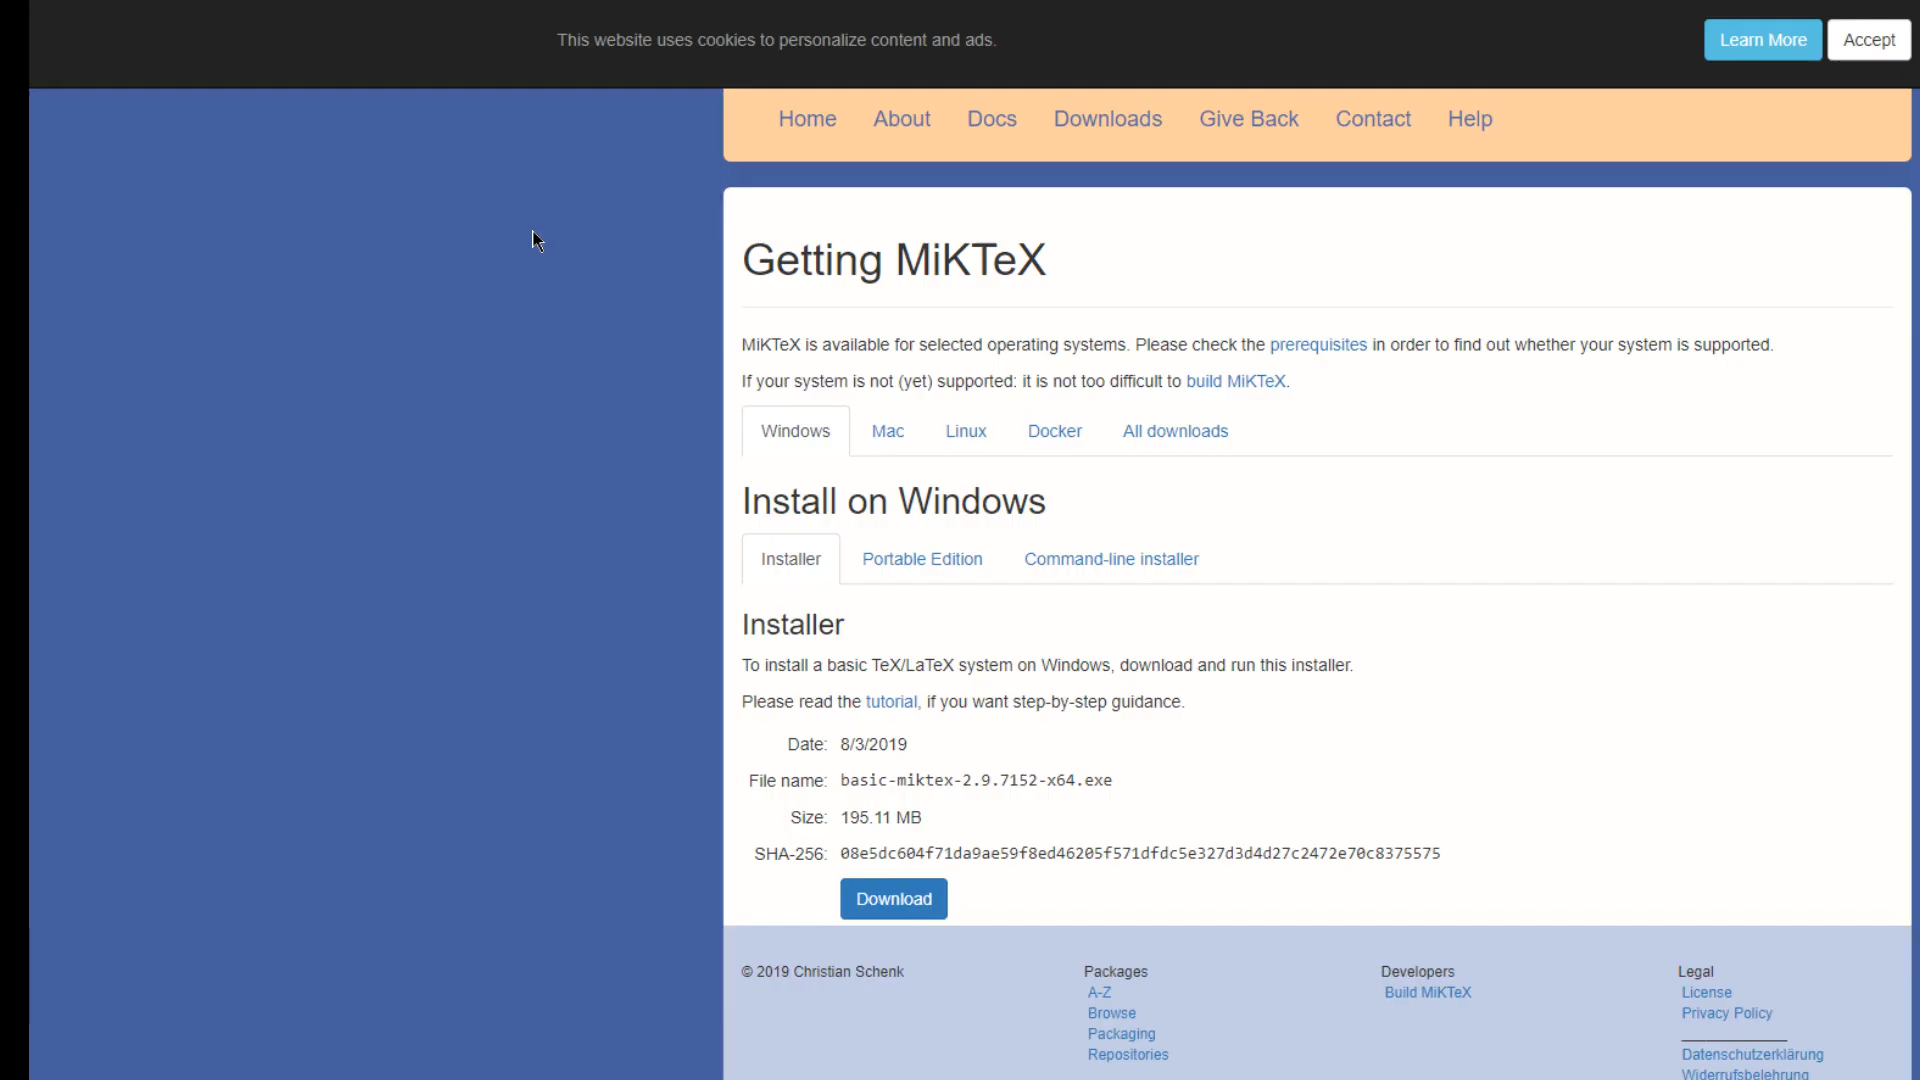 This website uses cookies to personalize content and ads.
Learn More
Accept
Home About Docs Downloads Give Back Contact Help
Getting MiKTeX
MiKTeX is available for selected operating systems. Please check the prerequisites in order to find out whether your system is supported.
If your system is not (yet) supported: it is not too difficult to build MiKTeX.
Windows Mac Linux Docker All downloads
Install on Windows
Installer Portable Edition Command-line installer
Installer
To install a basic TeX/LaTeX system on Windows, download and run this installer.
Please read the tutorial, if you want step-by-step guidance.
Date: 8/3/2019
File name: basic-miktex-2.9.7152-x64.exe
Size: 195.11 MB
SHA-256: 08e5dc604f71da9ae59f8ed46205f571dfdc5e327d3d4d27c2472e70c8375575
Download
© 2019 Christian Schenk
Packages
A-Z
Browse
Packaging
Repositories
Developers
Build MiKTeX
Legal
License
Privacy Policy
Datenschutzerklärung
Widerrufsbelehrung